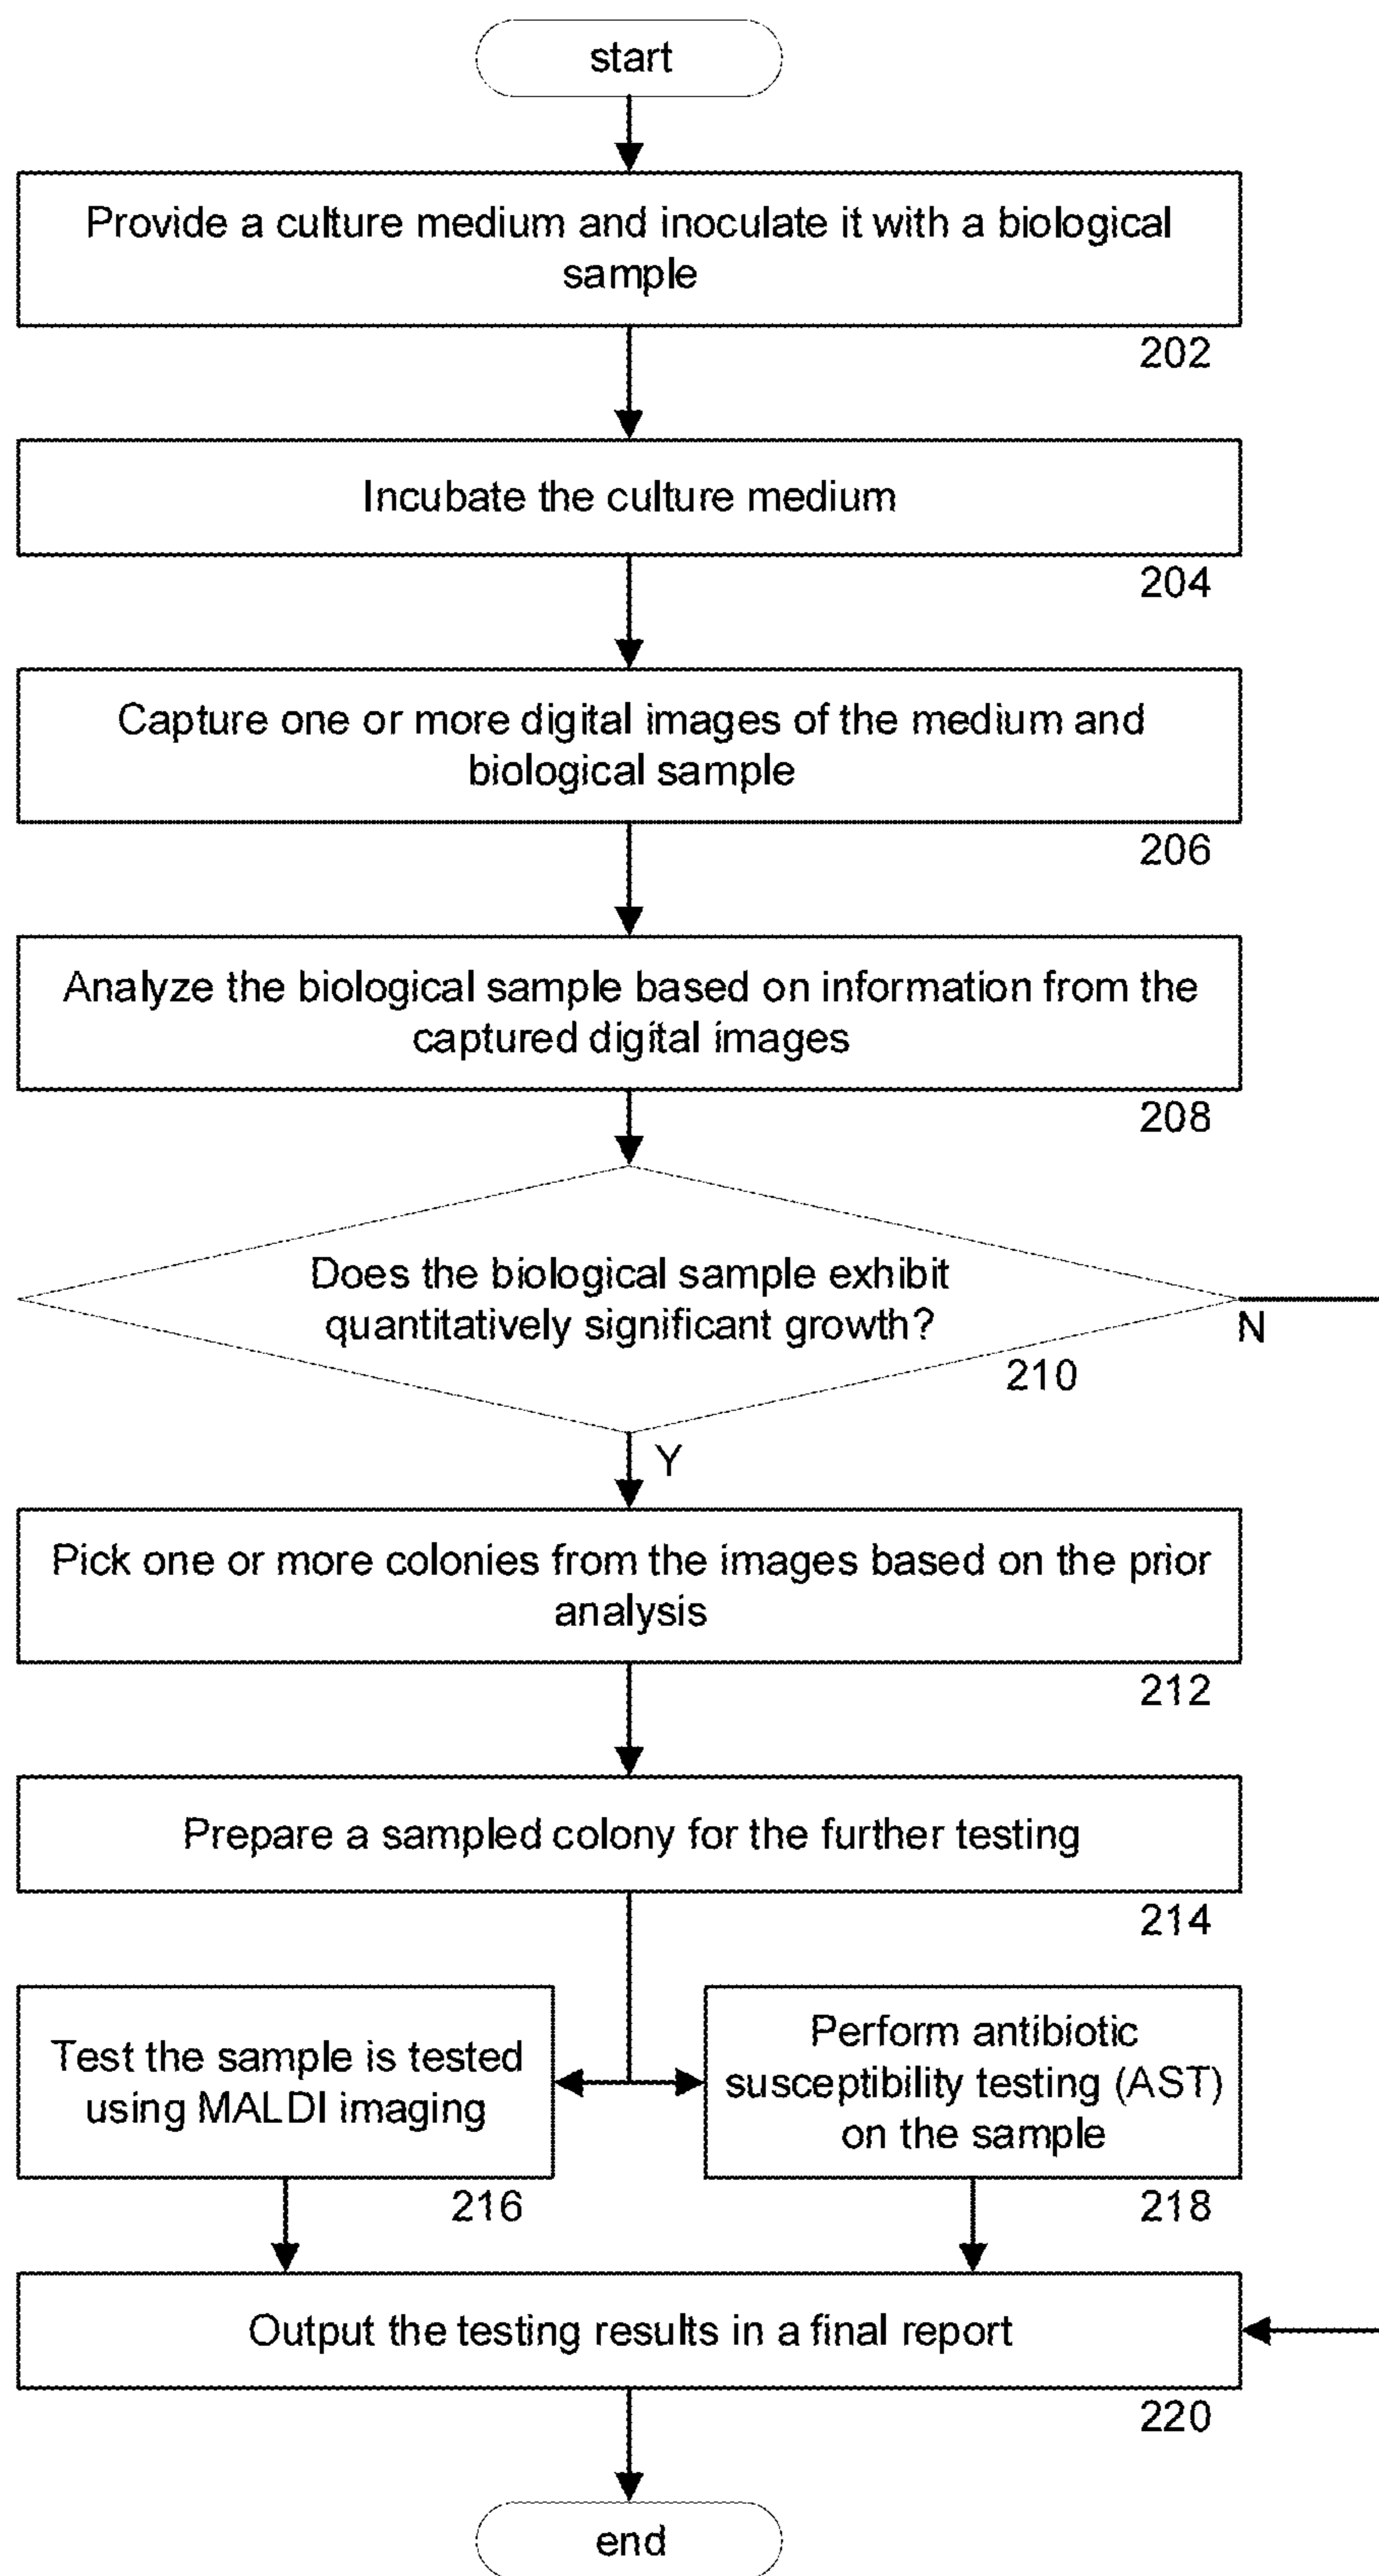 start
Provide a culture medium and inoculate it with a biological
sample
202
Incubate the culture medium
204
Capture one or more digital images of the medium and
biological sample
206
Analyze the biological sample based on information from the
captured digital images
208
Does the biological sample exhibit
quantitatively significant growth?
N
210
Y
Pick one or more colonies from the images based on the prior
analysis
212
Prepare a sampled colony for the further testing
214
Test the sample is tested
using MALDI imaging
216
Perform antibiotic
susceptibility testing (AST)
on the sample
218
Output the testing results in a final report
220
end